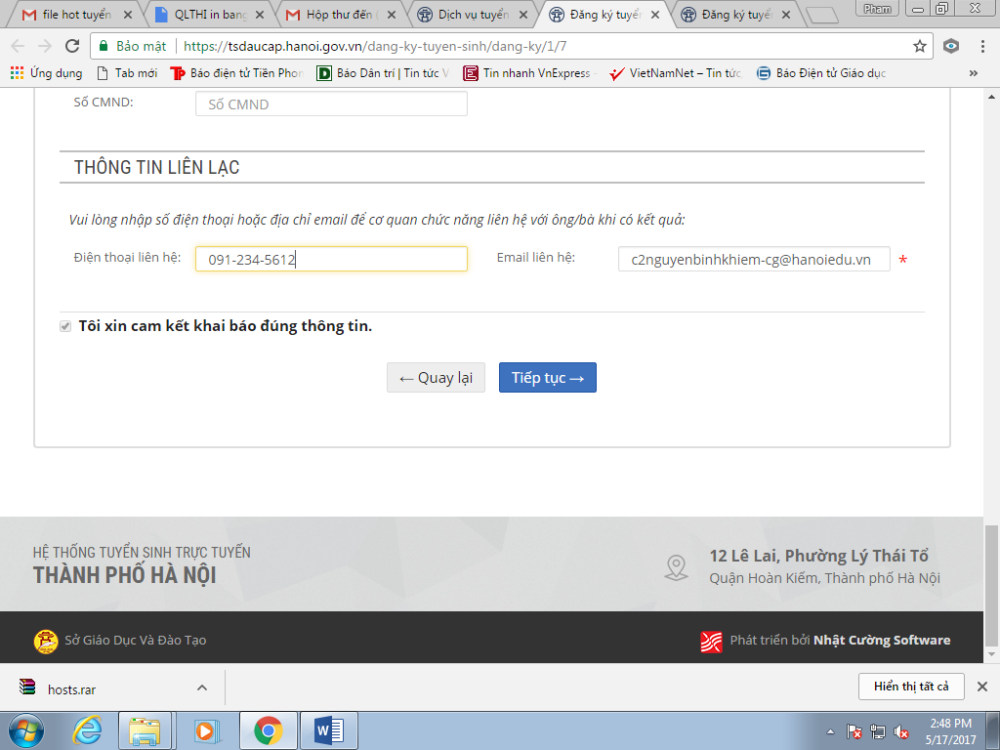 file hot tuyển
QLTHI in bang
Hộp thư đến (
Dịch vụ tuyển
Đăng ký tuyển
Đăng ký tuyển
Pham
Bảo mật
https://tsdaucap.hanoi.gov.vn/dang-ky-tuyen-sinh/dang-ky/1/7
Ứng dụng
Tab mới
Báo điện tử Tiền Phon
Báo Dân trí | Tin tức V
Tin nhanh VnExpress
VietNamNet – Tin tức
Báo Điện tử Giáo dục
»
Số CMND:
Số CMND
THÔNG TIN LIÊN LẠC
Vui lòng nhập số điện thoại hoặc địa chỉ email để cơ quan chức năng liên hệ với ông/bà khi có kết quả:
Điện thoại liên hệ:
091-234-5612
Email liên hệ:
c2nguyenbinhkhiem-cg@hanoiedu.vn
*
Tôi xin cam kết khai báo đúng thông tin.
← Quay lại
Tiếp tục →
HỆ THỐNG TUYỂN SINH TRỰC TUYẾN
THÀNH PHỐ HÀ NỘI
12 Lê Lai, Phường Lý Thái Tổ
Quận Hoàn Kiếm, Thành phố Hà Nội
Sở Giáo Dục Và Đào Tạo
Phát triển bởi Nhật Cường Software
hosts.rar
Hiển thị tất cả
2:48 PM
5/17/2017